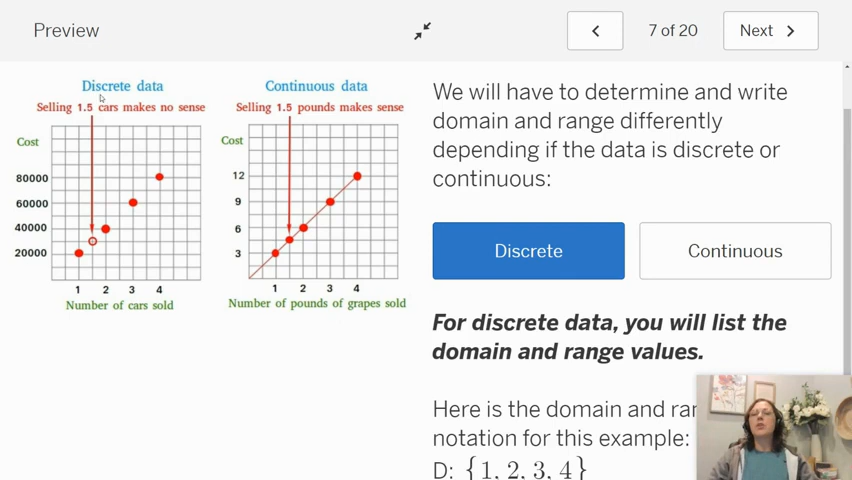 Preview
7 of 20
Next
Discrete data
Selling 1.5 cars makes no sense
Cost
80000
60000
40000
20000
1 2 3 4
Number of cars sold
Continuous data
Selling 1.5 pounds makes sense
Cost
12
9
6
3
1 2 3 4
Number of pounds of grapes sold
We will have to determine and write
domain and range differently
depending if the data is discrete or
continuous:
Discrete
Continuous
For discrete data, you will list the
domain and range values.
Here is the domain and
notation for this example:
D: {1, 2, 3, 4}